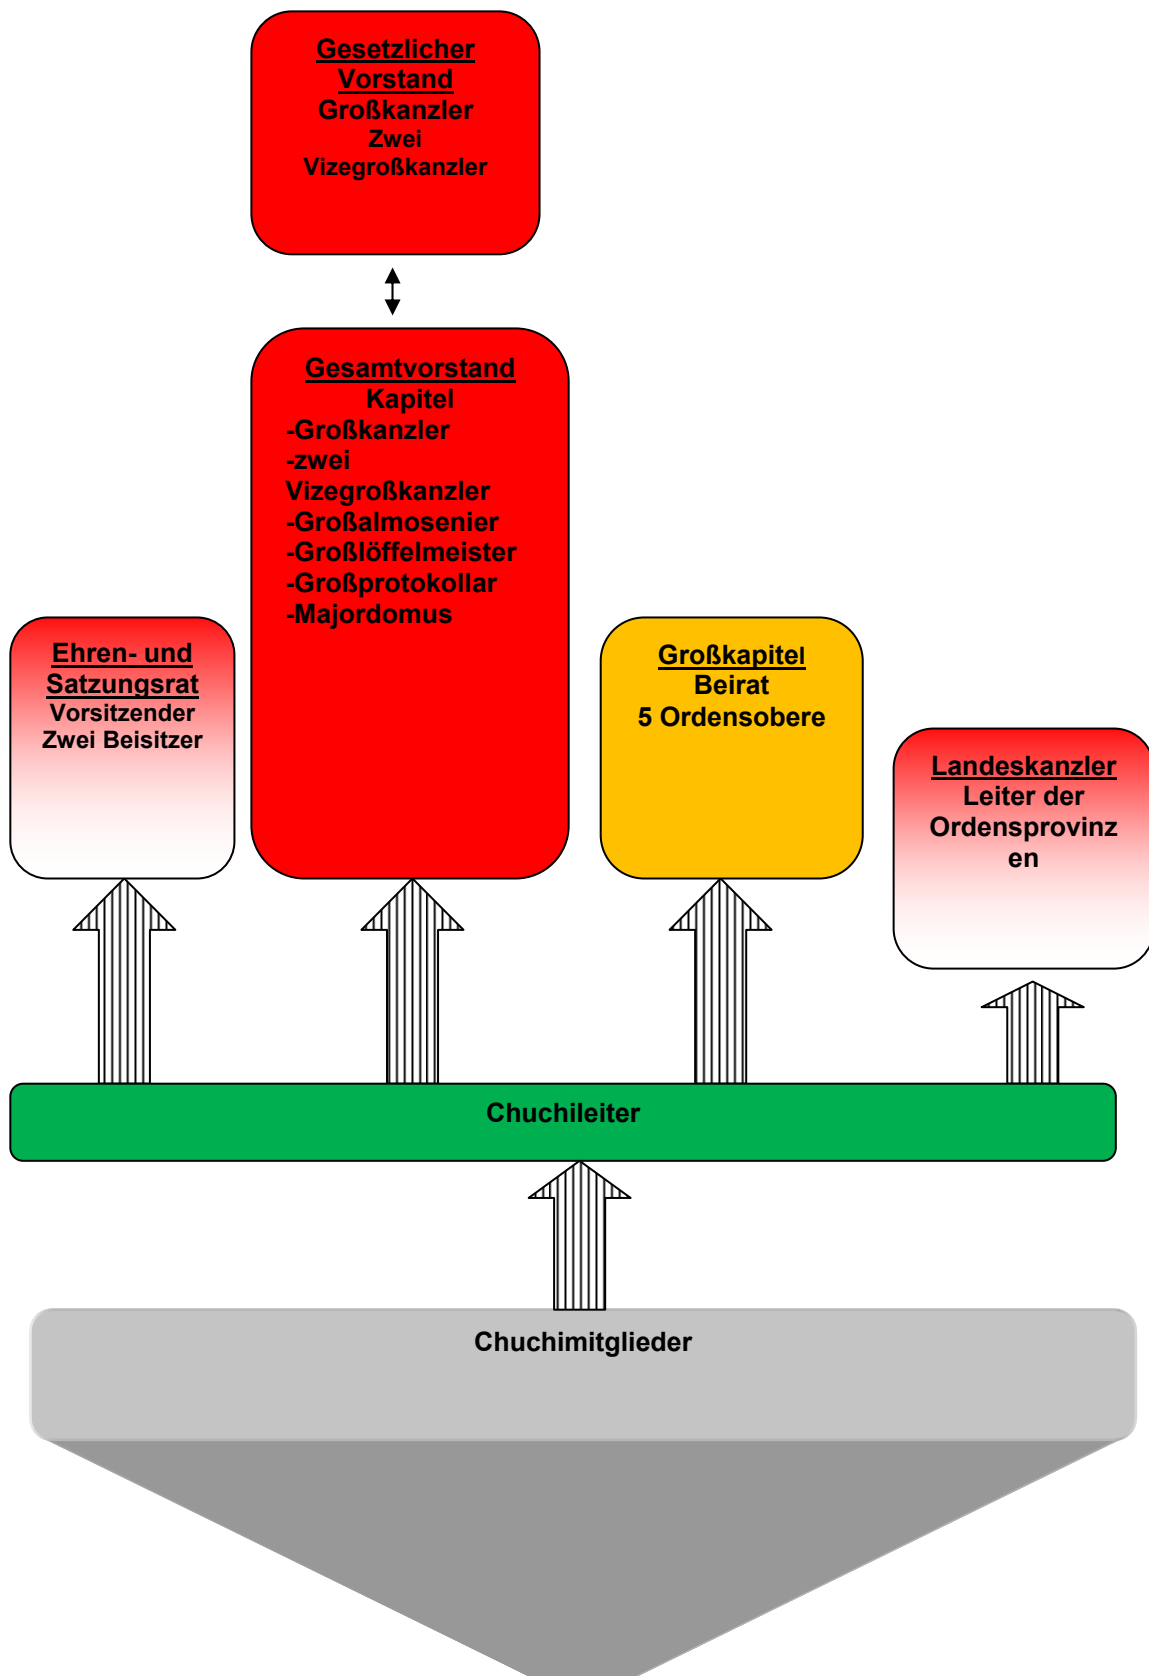 Gesetzlicher
Vorstand
Großkanzler
Zwei
Vizegroßkanzler
Gesamtvorstand
Kapitel
-Großkanzler
-zwei
Vizegroßkanzler
-Großalmosenier
-Großlöffelmeister
-Großprotokollar
-Majordomus
Ehren- und
Satzungsrat
Vorsitzender
Zwei Beisitzer
Großkapitel
Beirat
5 Ordensobere
Landeskanzler
Leiter der
Ordensprovinz
en
Chuchileiter
Chuchimitglieder